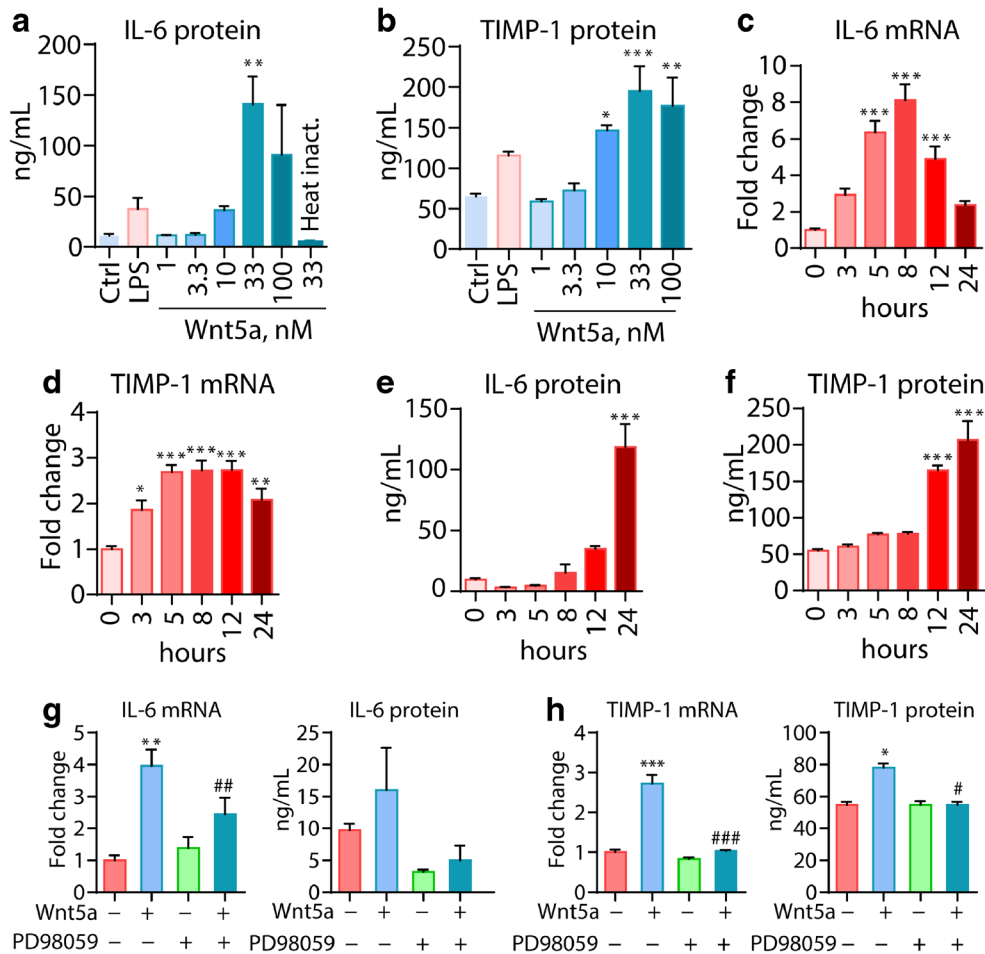 a
IL-6 protein
ng/mL
200
150
100
50
0
**
Heat inact.
Ctrl
LPS
1
3.3
10
33
100
33
Wnt5a, nM
b
TIMP-1 protein
ng/mL
250
200
150
100
50
0
*
***
**
Ctrl
LPS
1
3.3
10
33
100
Wnt5a, nM
c
IL-6 mRNA
Fold change
10
8
6
4
2
0
***
***
***
0
3
5
8
12
24
hours
d
TIMP-1 mRNA
Fold change
4
3
2
1
0
*
***
***
***
**
0
3
5
8
12
24
hours
e
IL-6 protein
ng/mL
150
100
50
0
***
0
3
5
8
12
24
hours
f
TIMP-1 protein
ng/mL
250
200
150
100
50
0
***
***
0
3
5
8
12
24
hours
g
IL-6 mRNA
Fold change
5
4
3
2
1
0
**
##
Wnt5a – + – +
PD98059 – – + +
IL-6 protein
ng/mL
25
20
15
10
5
0
– + – +
– – + +
h
TIMP-1 mRNA
Fold change
4
3
2
1
0
***
###
Wnt5a – + – +
PD98059 – – + +
TIMP-1 protein
ng/mL
100
80
60
40
20
0
*
#
– + – +
– – + +